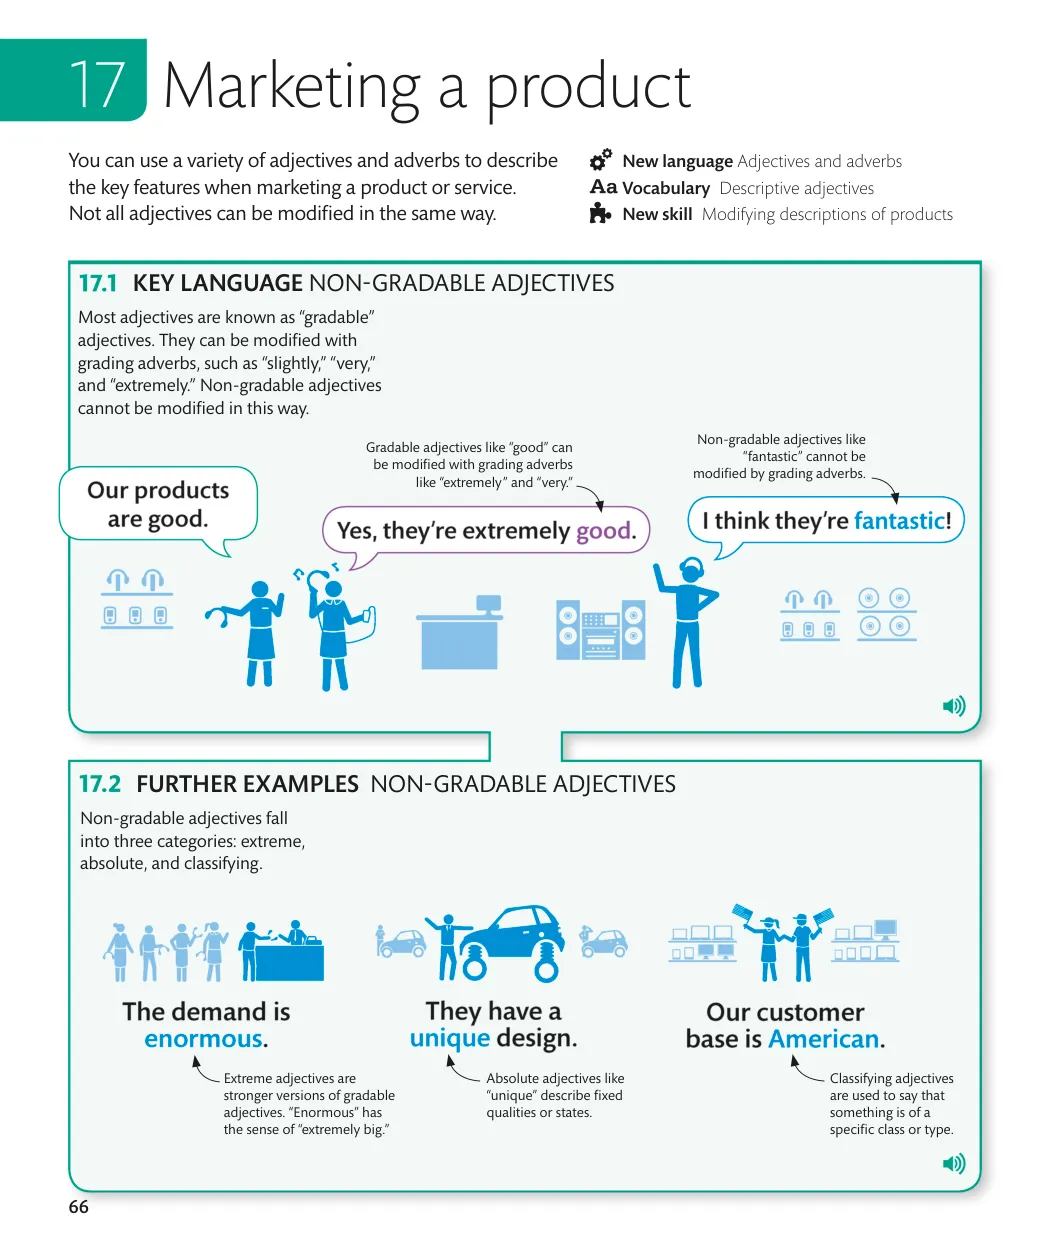 17 Marketing a product
You can use a variety of adjectives and adverbs to describe
the key features when marketing a product or service.
Not all adjectives can be modified in the same way.
New language Adjectives and adverbs
Aa Vocabulary Descriptive adjectives
New skill Modifying descriptions of products
17.1 KEY LANGUAGE NON-GRADABLE ADJECTIVES
Most adjectives are known as “gradable”
adjectives. They can be modified with
grading adverbs, such as “slightly,” “very,”
and “extremely.” Non-gradable adjectives
cannot be modified in this way.
Our products
are good.
Gradable adjectives like “good” can
be modified with grading adverbs
like “extremely” and “very.”
Yes, they’re extremely good.
Non-gradable adjectives like
“fantastic” cannot be
modified by grading adverbs.
I think they’re fantastic!
17.2 FURTHER EXAMPLES NON-GRADABLE ADJECTIVES
Non-gradable adjectives fall
into three categories: extreme,
absolute, and classifying.
The demand is
enormous.
Extreme adjectives are
stronger versions of gradable
adjectives. “Enormous” has
the sense of “extremely big.”
They have a
unique design.
Absolute adjectives like
“unique” describe fixed
qualities or states.
Our customer
base is American.
Classifying adjectives
are used to say that
something is of a
specific class or type.
66